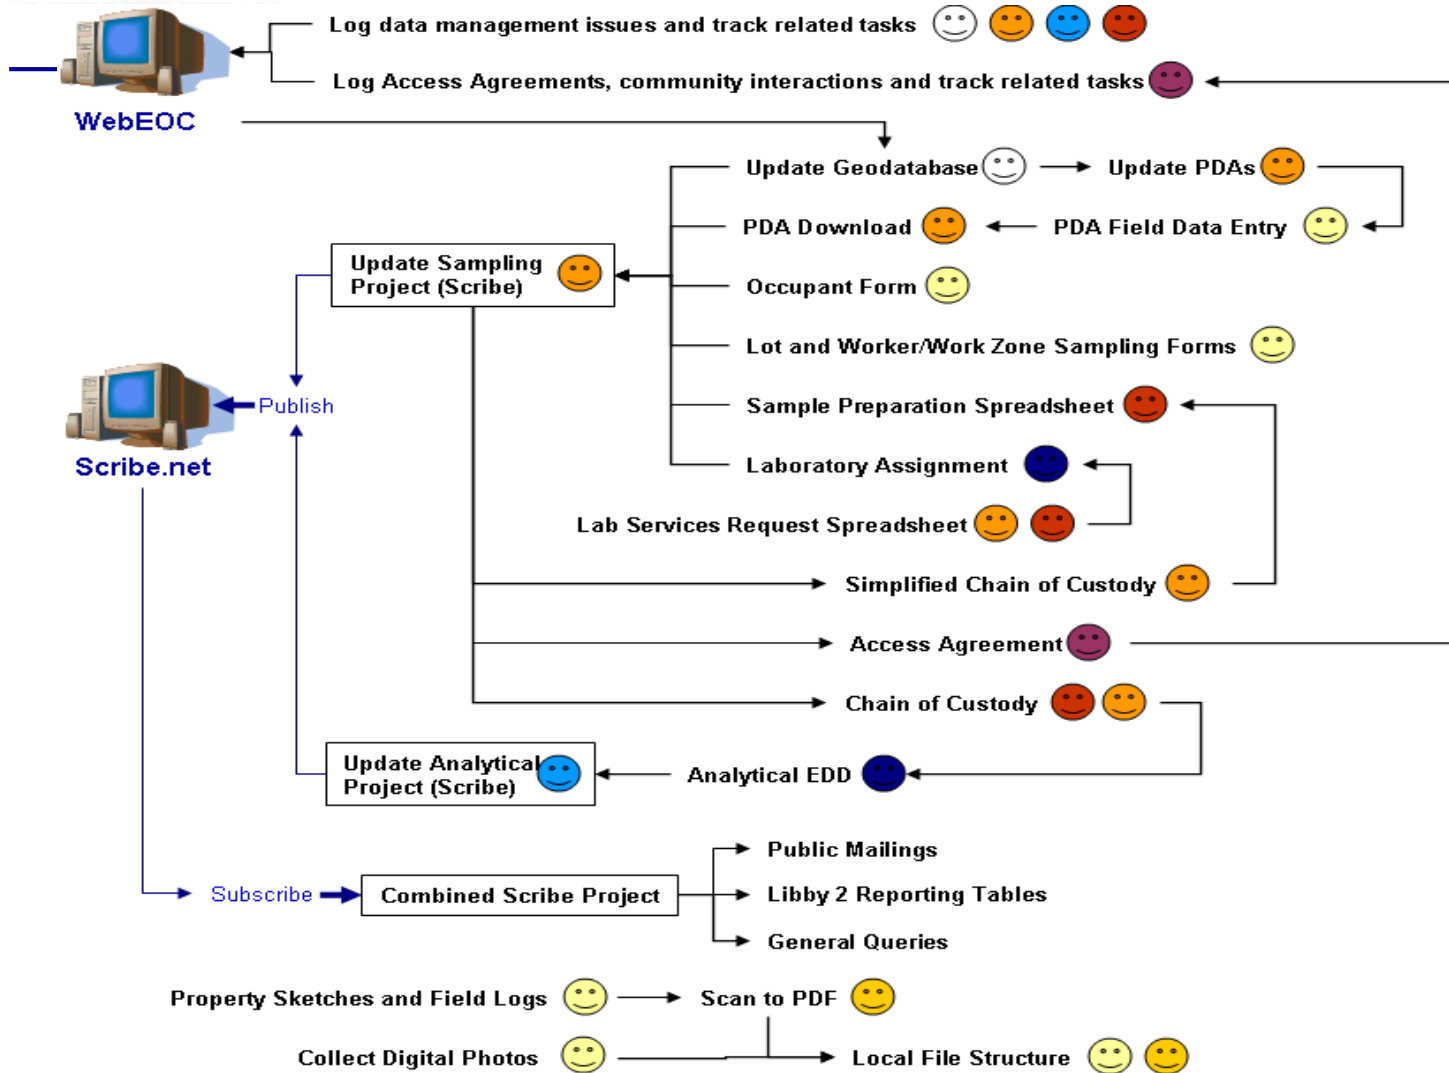 Log data management issues and track related tasks
Log Access Agreements, community interactions and track related tasks
WebEOC
Update Geodatabase
Update PDAs
PDA Download
PDA Field Data Entry
Update Sampling
Project (Scribe)
Occupant Form
Lot and Worker/Work Zone Sampling Forms
Publish
Sample Preparation Spreadsheet
Scribe.net
Laboratory Assignment
Lab Services Request Spreadsheet
Simplified Chain of Custody
Access Agreement
Chain of Custody
Update Analytical
Project (Scribe)
Analytical EDD
Public Mailings
Subscribe
Combined Scribe Project
Libby 2 Reporting Tables
General Queries
Property Sketches and Field Logs
Scan to PDF
Collect Digital Photos
Local File Structure